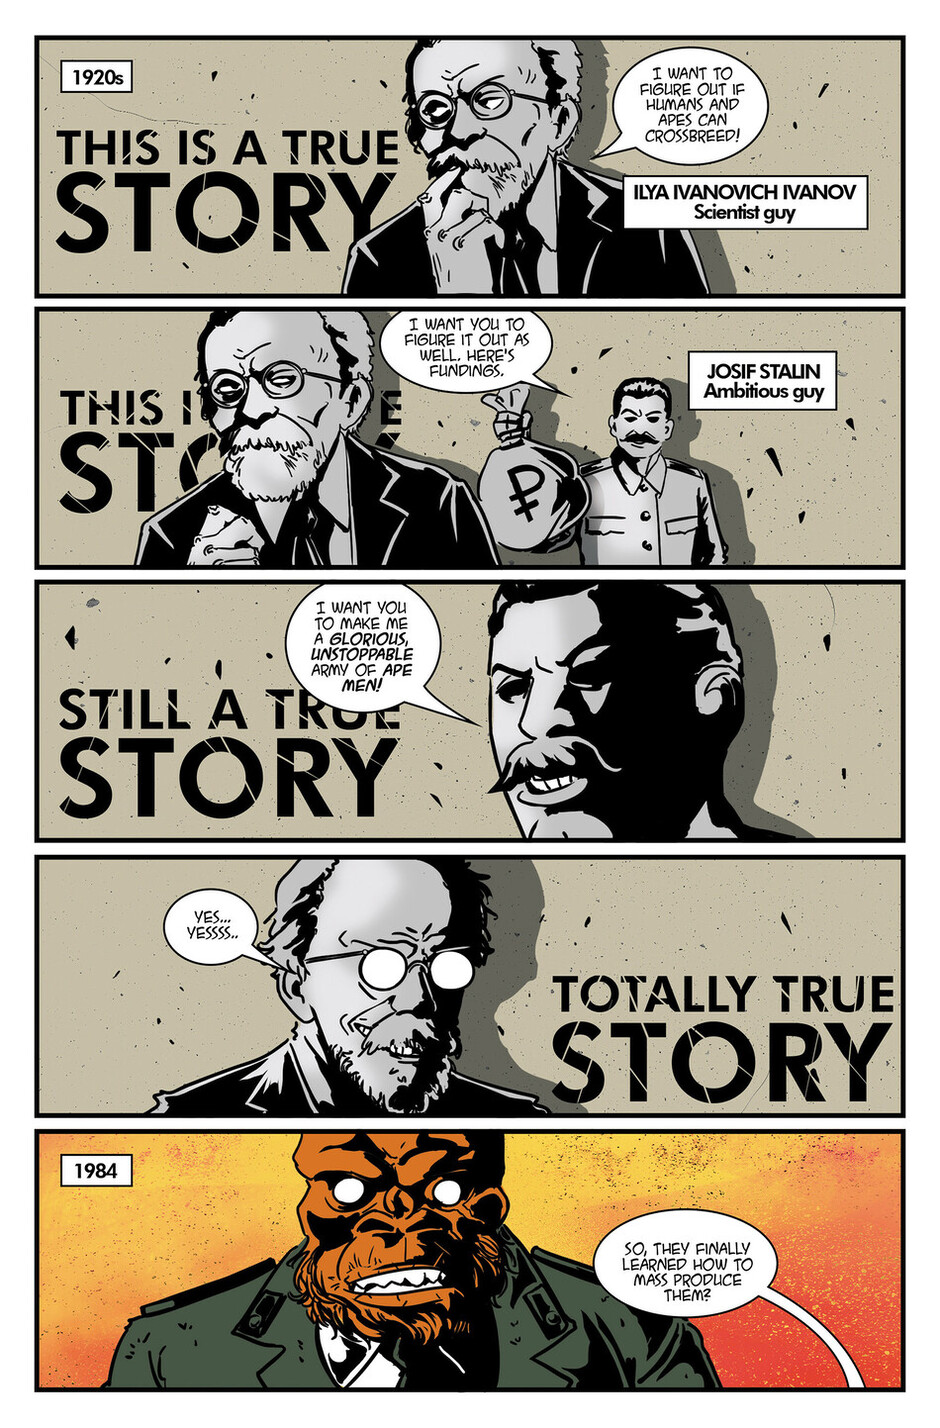 1920s
THIS IS A TRUE
STORY
I WANT TO
FIGURE OUT IF
HUMANS AND
APES CAN
CROSSBREED!
ILYA IVANOVICH IVANOV
Scientist guy
I WANT YOU TO
FIGURE IT OUT AS
WELL. HERE'S
FUNDINGS.
JOSIF STALIN
Ambitious guy
THIS I E
STO
₽
I WANT YOU
TO MAKE ME
A GLORIOUS,
UNSTOPPABLE
ARMY OF APE
MEN!
STILL A TRUE
STORY
YES...
YESSSS..
TOTALLY TRUE
STORY
1984
SO, THEY FINALLY
LEARNED HOW TO
MASS PRODUCE
THEM?